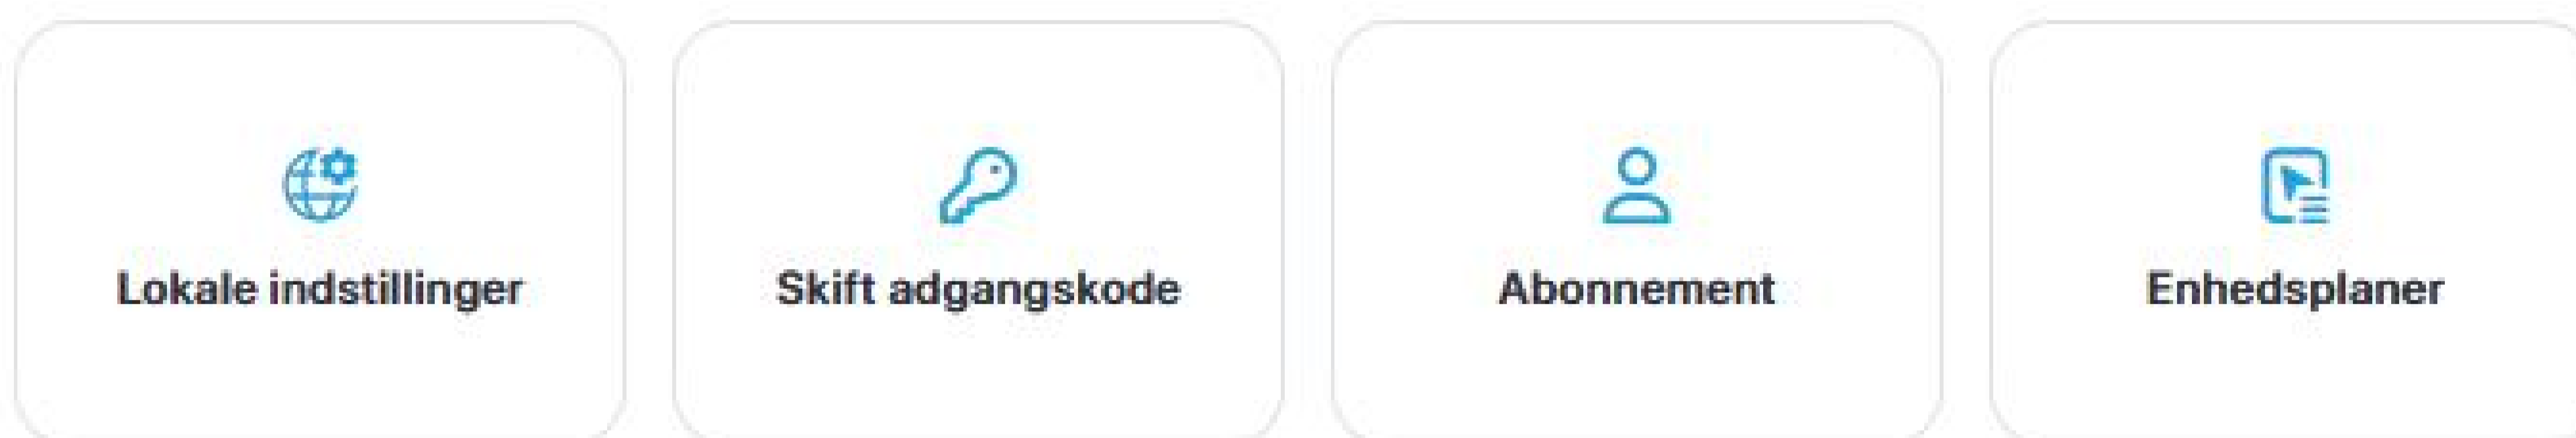 Lokale indstillinger
Skift adgangskode
Abonnement
Enhedsplaner